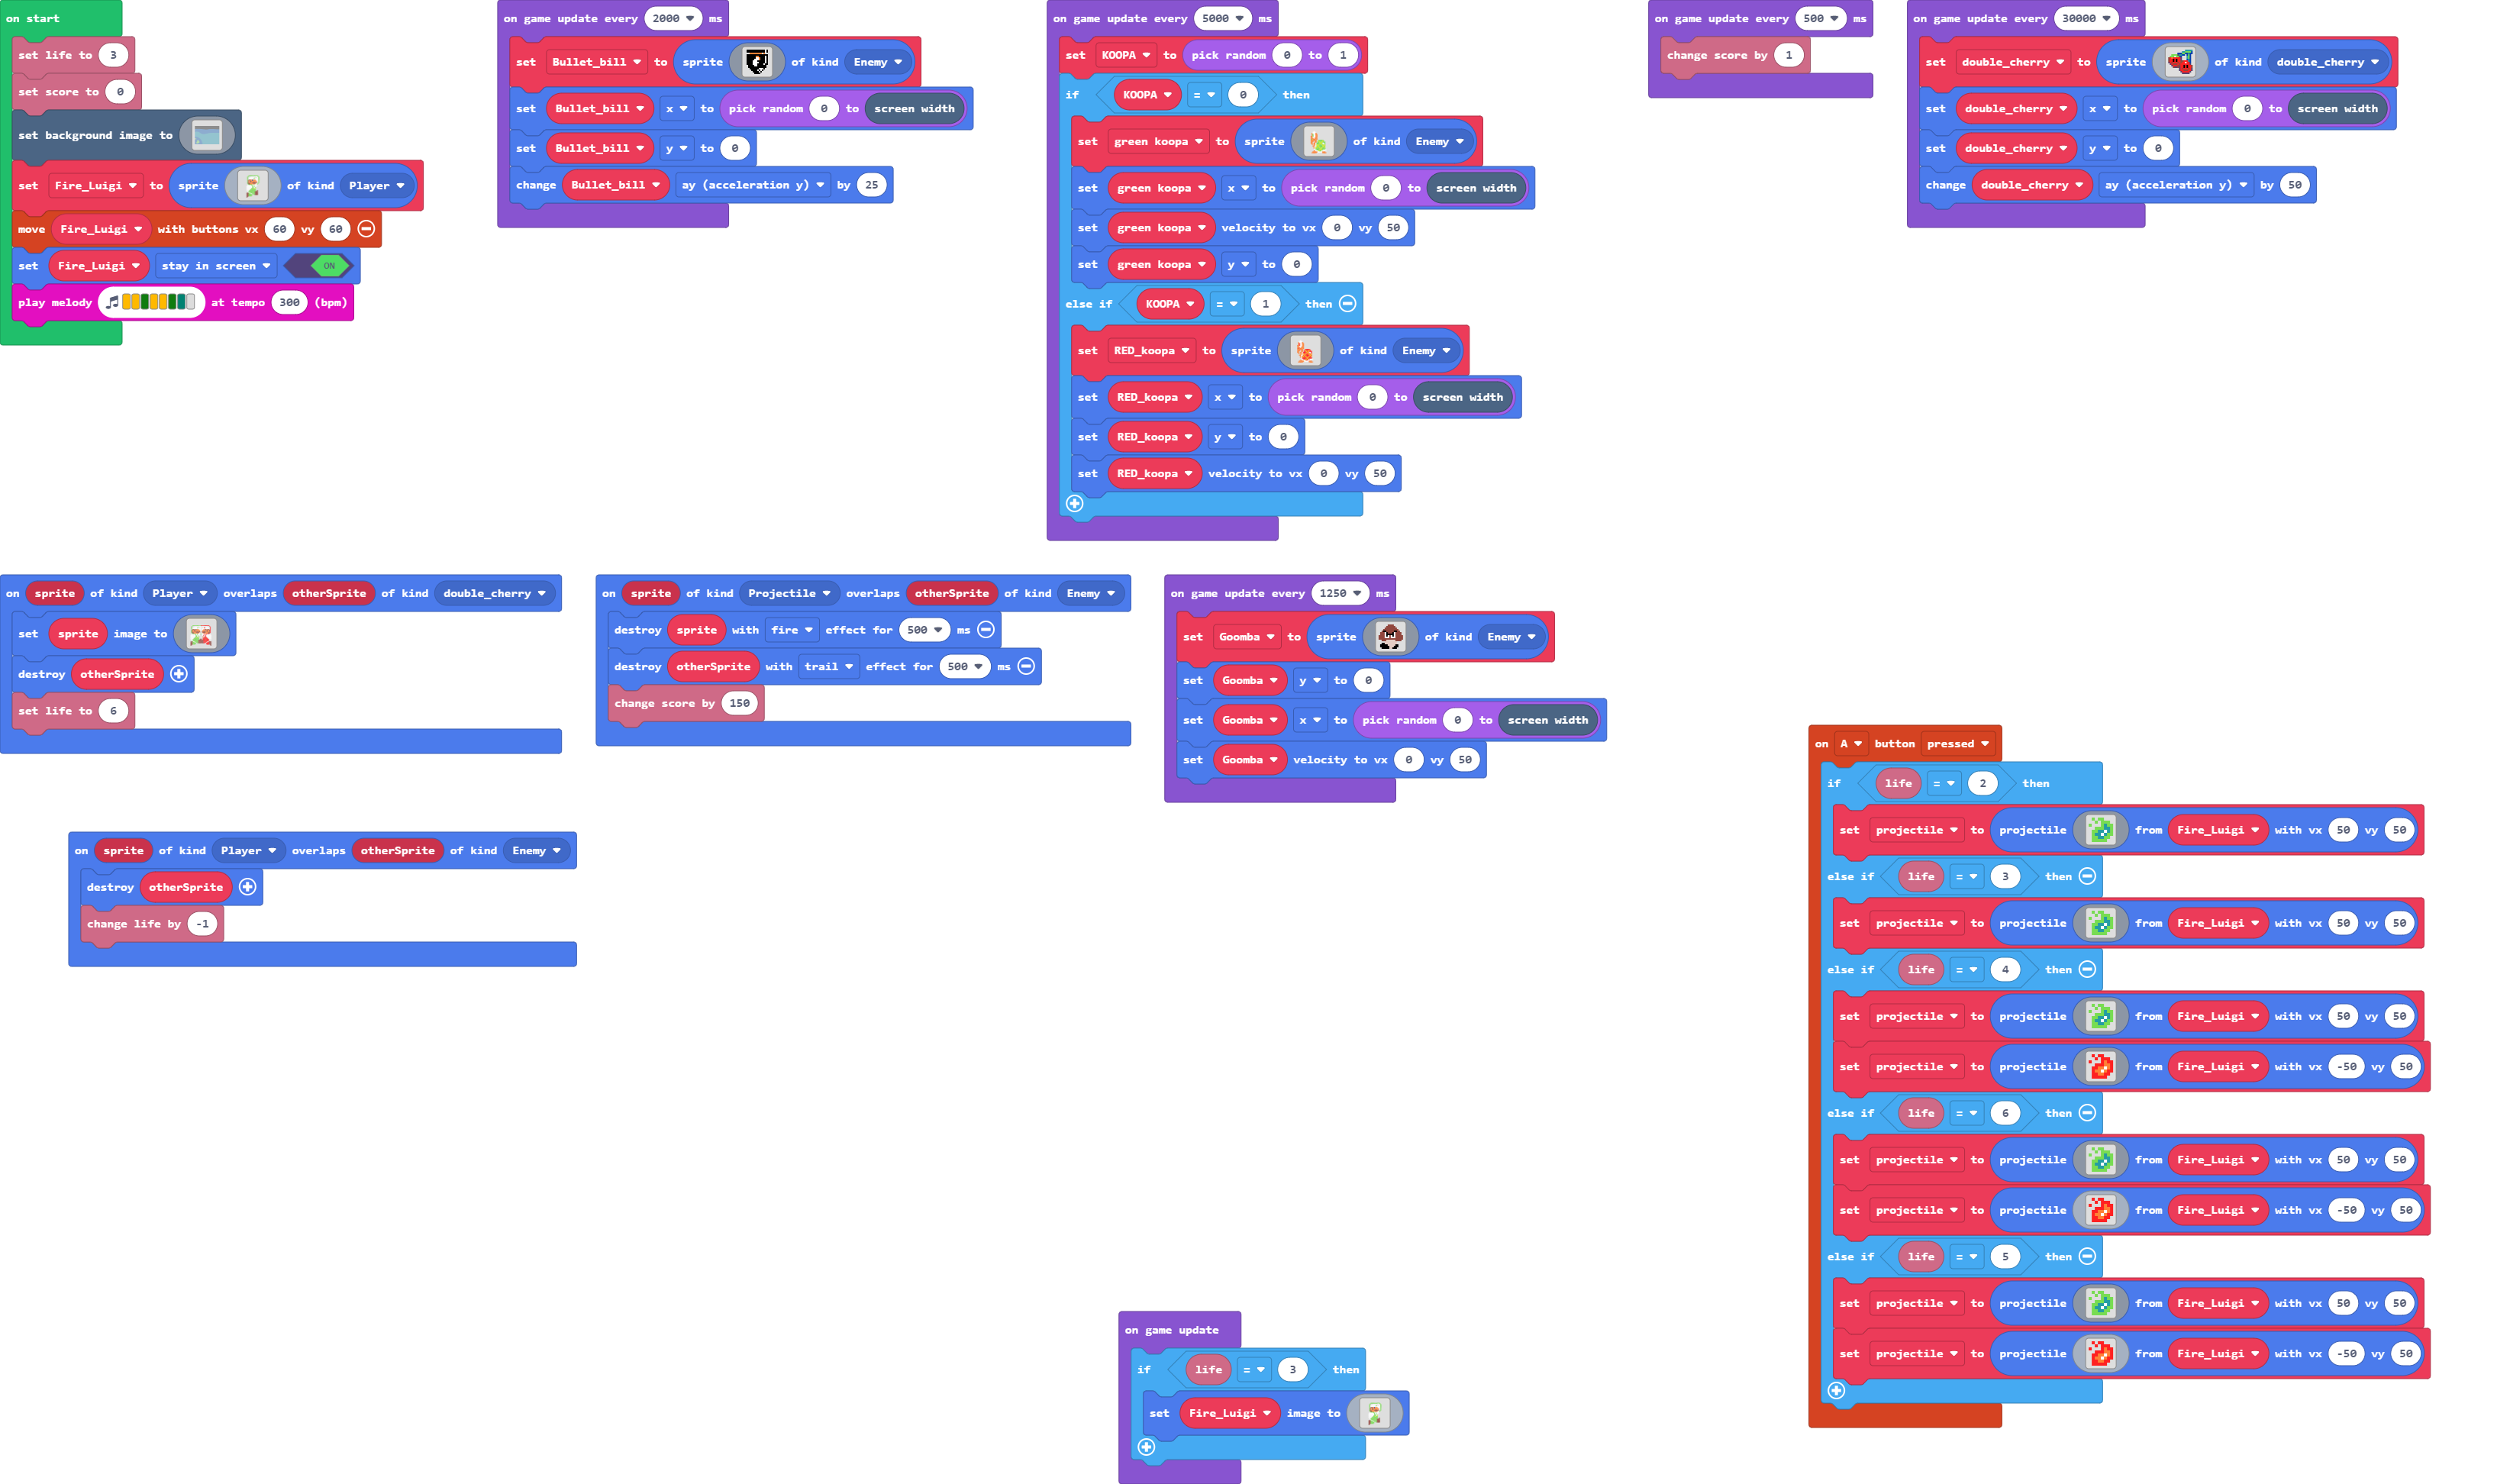 on start
set life to 3
set score to 0
set background image to
set Fire_Luigi to sprite of kind Player
move Fire_Luigi with buttons vx 60 vy 60
set Fire_Luigi stay in screen ON
play melody at tempo 300 (bpm)
on game update every 2000 ms
set Bullet_bill to sprite of kind Enemy
set Bullet_bill x to pick random 0 to screen width
set Bullet_bill y to 0
change Bullet_bill ay (acceleration y) by 25
on game update every 5000 ms
set KOOPA to pick random 0 to 1
if KOOPA = 0 then
set green koopa to sprite of kind Enemy
set green koopa x to pick random 0 to screen width
set green koopa velocity to vx 0 vy 50
set green koopa y to 0
else if KOOPA = 1 then
set RED_koopa to sprite of kind Enemy
set RED_koopa x to pick random 0 to screen width
set RED_koopa y to 0
set RED_koopa velocity to vx 0 vy 50
on game update every 500 ms
change score by 1
on game update every 30000 ms
set double_cherry to sprite of kind double_cherry
set double_cherry x to pick random 0 to screen width
set double_cherry y to 0
change double_cherry ay (acceleration y) by 50
on sprite of kind Player overlaps otherSprite of kind double_cherry
set sprite image to
destroy otherSprite
set life to 6
on sprite of kind Projectile overlaps otherSprite of kind Enemy
destroy sprite with fire effect for 500 ms
destroy otherSprite with trail effect for 500 ms
change score by 150
on game update every 1250 ms
set Goomba to sprite of kind Enemy
set Goomba y to 0
set Goomba x to pick random 0 to screen width
set Goomba velocity to vx 0 vy 50
on sprite of kind Player overlaps otherSprite of kind Enemy
destroy otherSprite
change life by -1
on A button pressed
if life = 2 then
set projectile to projectile from Fire_Luigi with vx 50 vy 50
else if life = 3 then
set projectile to projectile from Fire_Luigi with vx 50 vy 50
else if life = 4 then
set projectile to projectile from Fire_Luigi with vx 50 vy 50
set projectile to projectile from Fire_Luigi with vx -50 vy 50
else if life = 6 then
set projectile to projectile from Fire_Luigi with vx 50 vy 50
set projectile to projectile from Fire_Luigi with vx -50 vy 50
else if life = 5 then
set projectile to projectile from Fire_Luigi with vx 50 vy 50
set projectile to projectile from Fire_Luigi with vx -50 vy 50
on game update
if life = 3 then
set Fire_Luigi image to